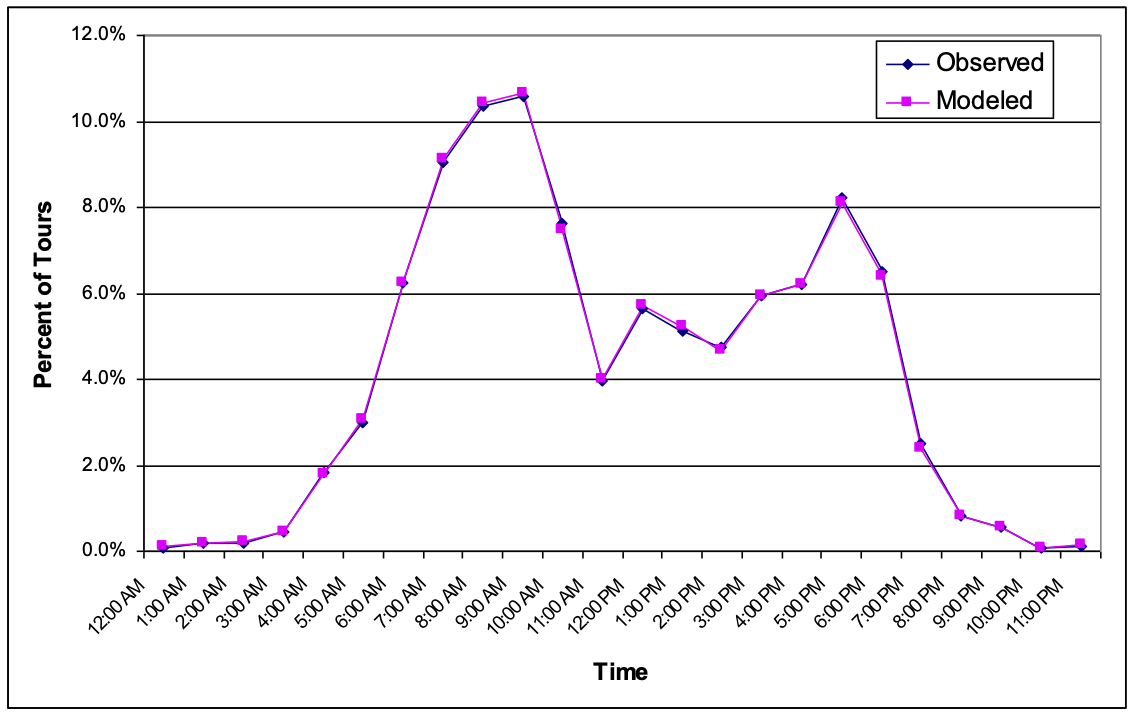 12.0%
10.0%
8.0%
6.0%
4.0%
2.0%
0.0%
Percent of Tours
Observed
Modeled
12:00 AM
1:00 AM
2:00 AM
3:00 AM
4:00 AM
5:00 AM
6:00 AM
7:00 AM
8:00 AM
9:00 AM
10:00 AM
11:00 AM
12:00 PM
1:00 PM
2:00 PM
3:00 PM
4:00 PM
5:00 PM
6:00 PM
7:00 PM
8:00 PM
9:00 PM
10:00 PM
11:00 PM
Time